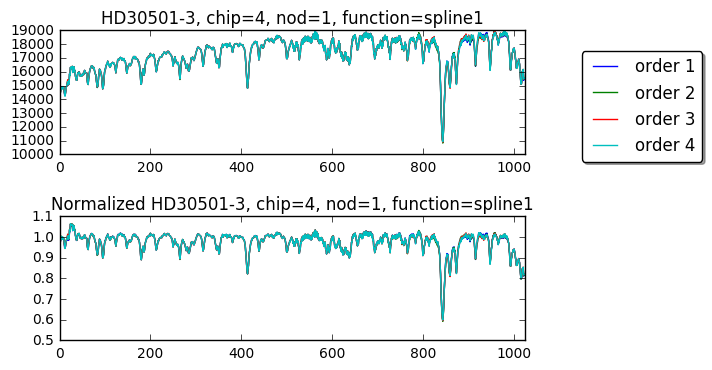 HD30501-3, chip=4, nod=1, function=spline1
19000
18000
17000
16000
15000
14000
13000
12000
11000
10000
0 200 400 600 800 1000
order 1
order 2
order 3
order 4
Normalized HD30501-3, chip=4, nod=1, function=spline1
1.1
1.0
0.9
0.8
0.7
0.6
0.5
0 200 400 600 800 1000